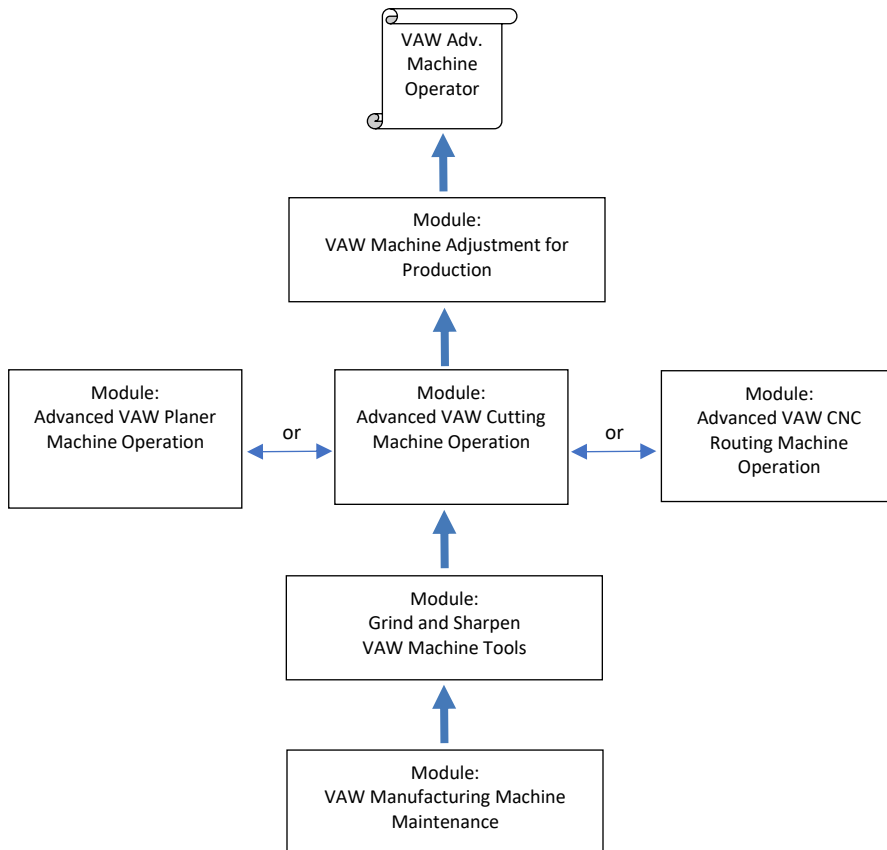 VAW Adv.
Machine
Operator
Module:
VAW Machine Adjustment for
Production
Module:
Advanced VAW Planer
Machine Operation
or
Module:
Advanced VAW Cutting
Machine Operation
or
Module:
Advanced VAW CNC
Routing Machine
Operation
Module:
Grind and Sharpen
VAW Machine Tools
Module:
VAW Manufacturing Machine
Maintenance